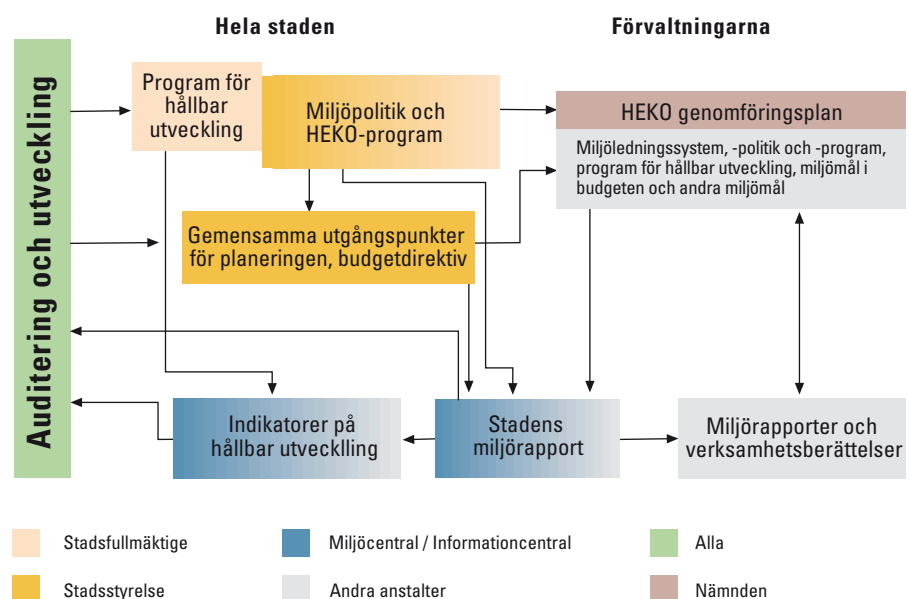 Hela staden
Förvaltningarna
Auditering och utveckling
Program för
hållbar
utveckling
Miljöpolitik och
HEKO-program
HEKO genomföringsplan
Miljöledningssystem, -politik och -program,
program för hållbar utveckling, miljömål i
budgeten och andra miljömål
Gemensamma utgångspunkter
för planeringen, budgetdirektiv
Indikatorer på
hållbar utvecklling
Stadens
miljörapport
Miljörapporter och
verksamhetsberättelser
Stadsfullmäktige
Miljöcentral / Informationcentral
Alla
Stadsstyrelse
Andra anstalter
Nämnden